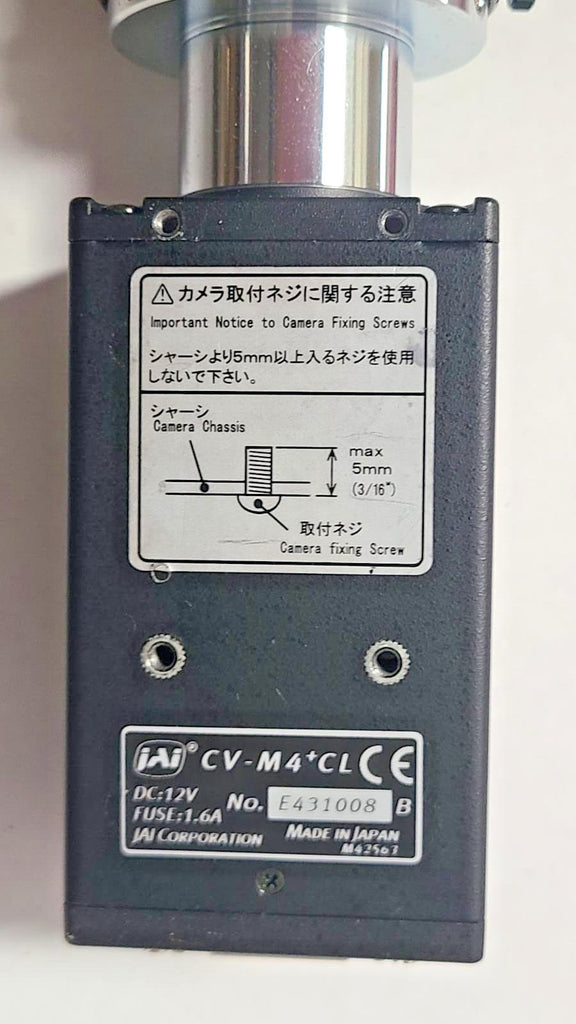 ⚠ カメラ取付ネジに関する注意
Important Notice to Camera Fixing Screws
シャーシより5mm以上入るネジを使用
しないで下さい。
シャーシ
Camera Chassis
max
5mm
(3/16")
取付ネジ
Camera fixing Screw
JAI® CV-M4+CL CE
DC:12V
FUSE:1.6A
No. E431008 B
JAI CORPORATION
MADE IN JAPAN
M42563